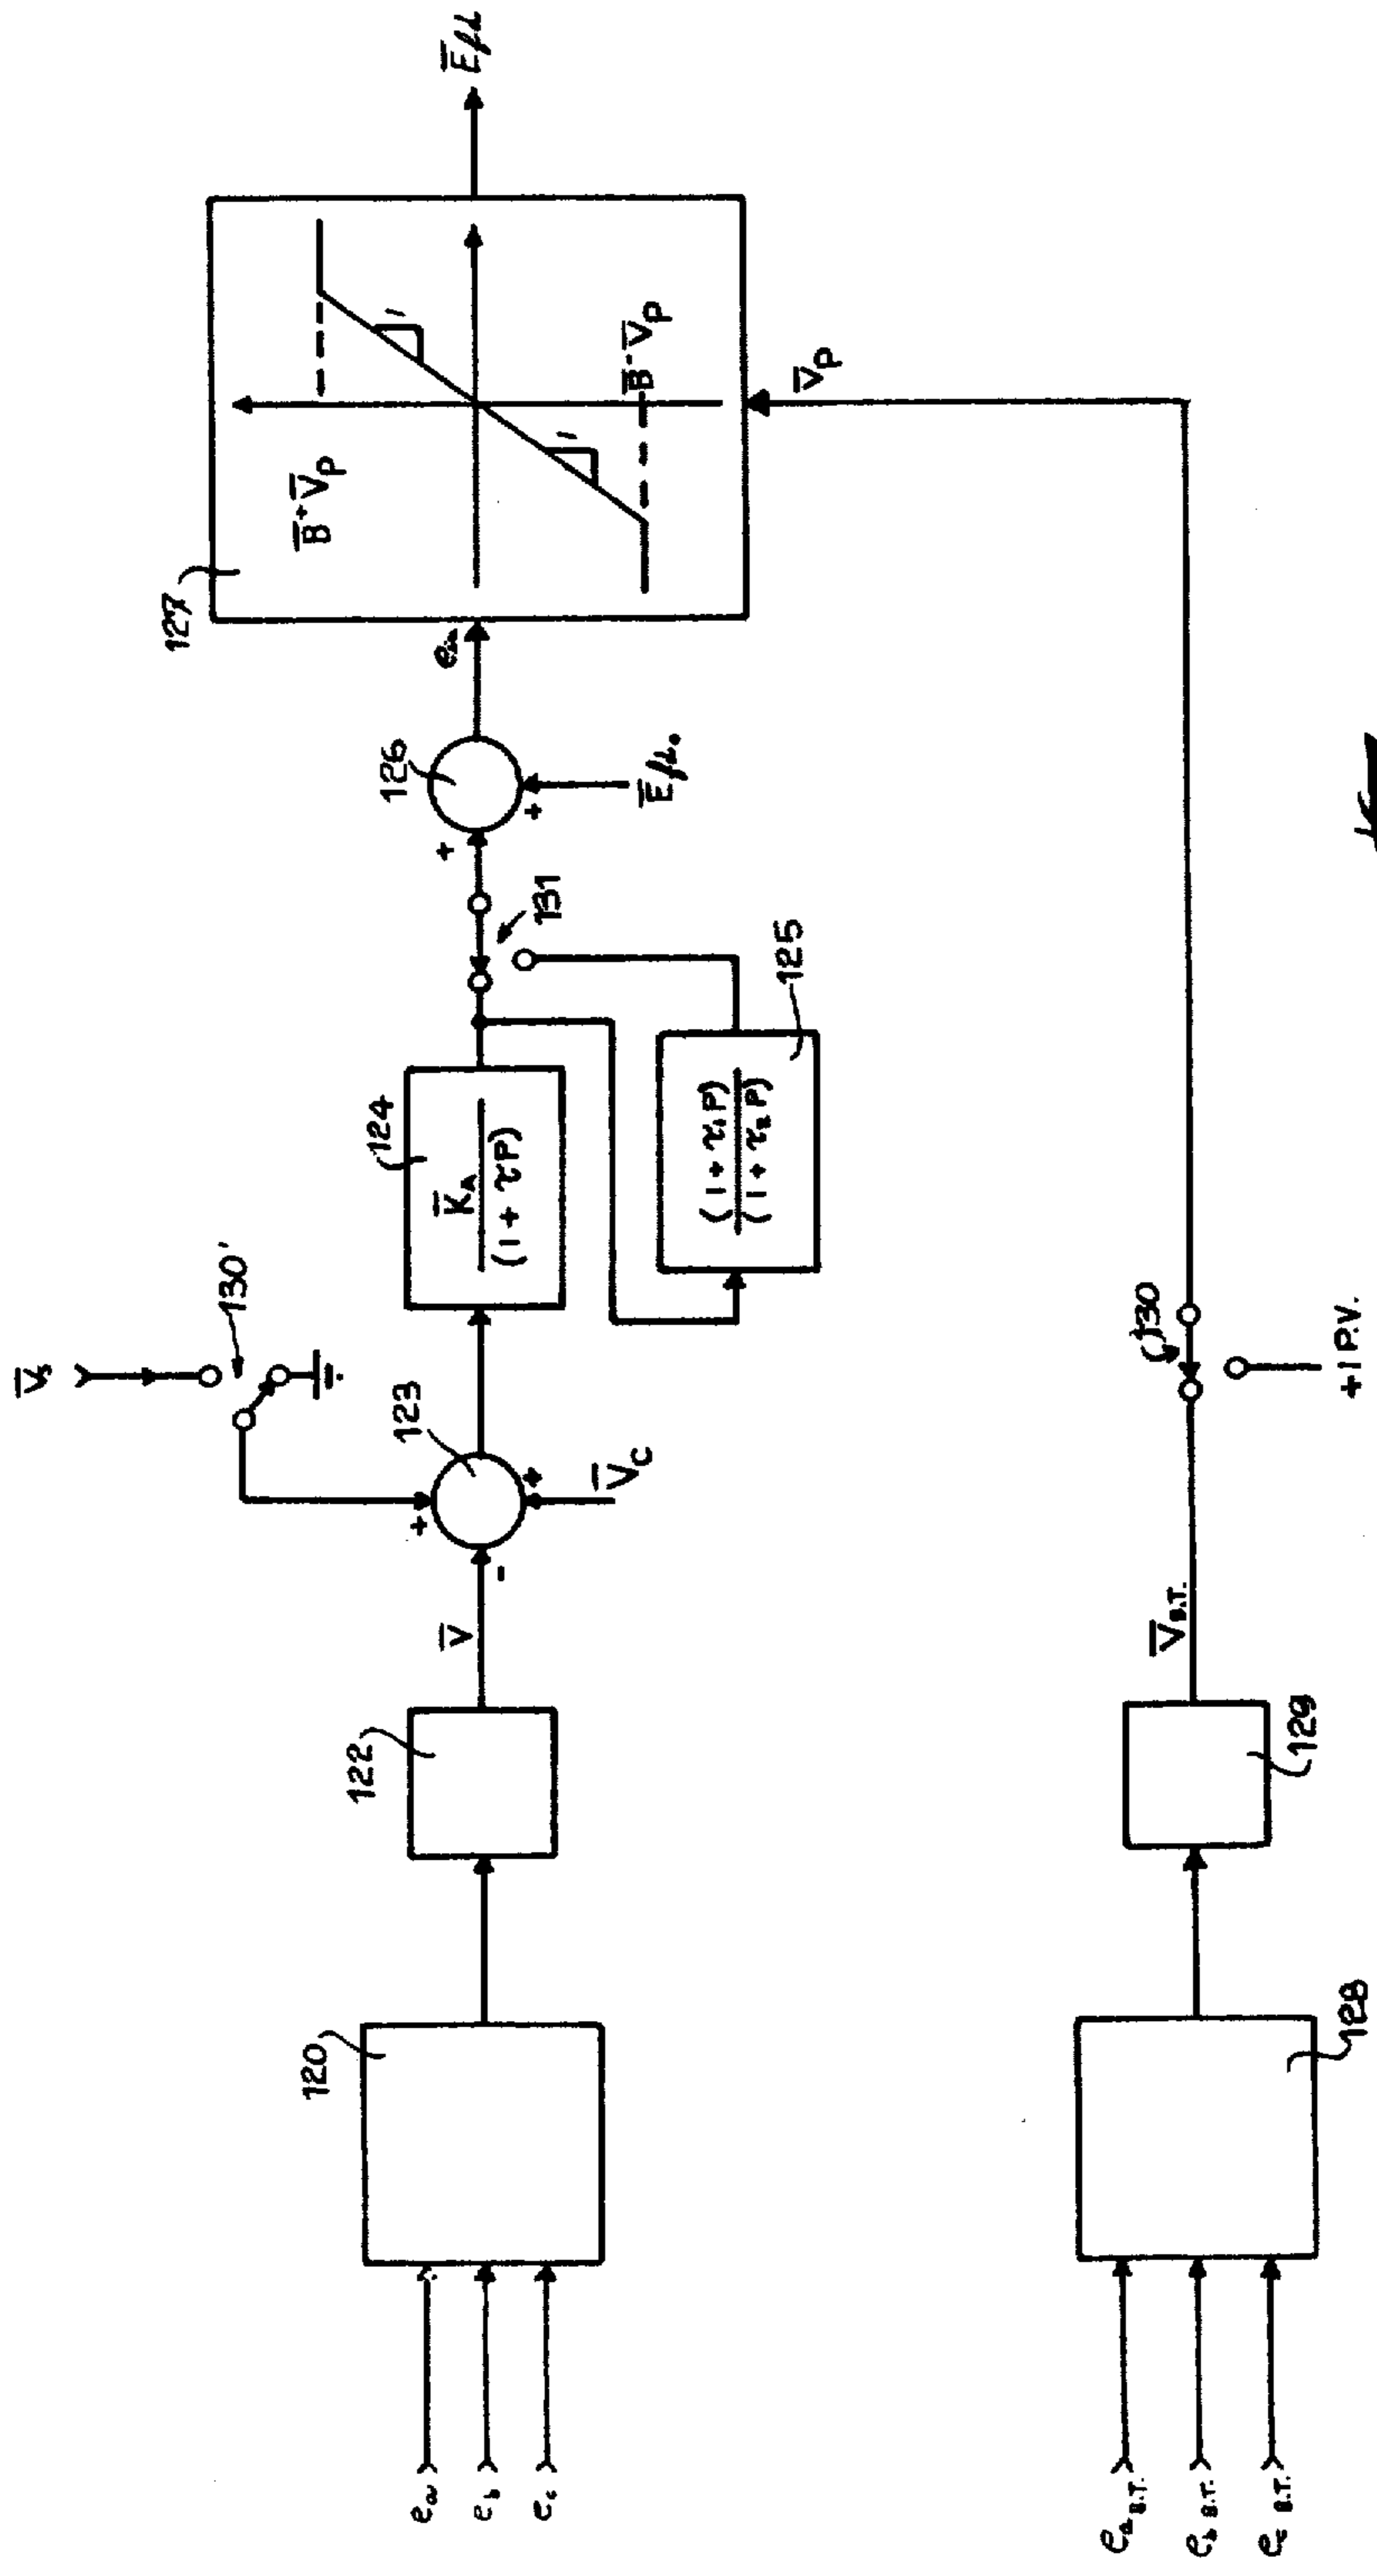 V̄s
130'
120
122
123
124
K̄A
(1 + τP)
131
126
127
B̄⁺V̄P
1
1
B̄⁻V̄P
Ēfd
ea
eb
ec
V̄
-
+
+
V̄C
+
+
ein
Ēfd₀
(1 + τ1P)
(1 + τ2P)
125
V̄P
ea B.T.
eb B.T.
ec B.T.
128
129
V̄B.T.
130
+1 P.V.